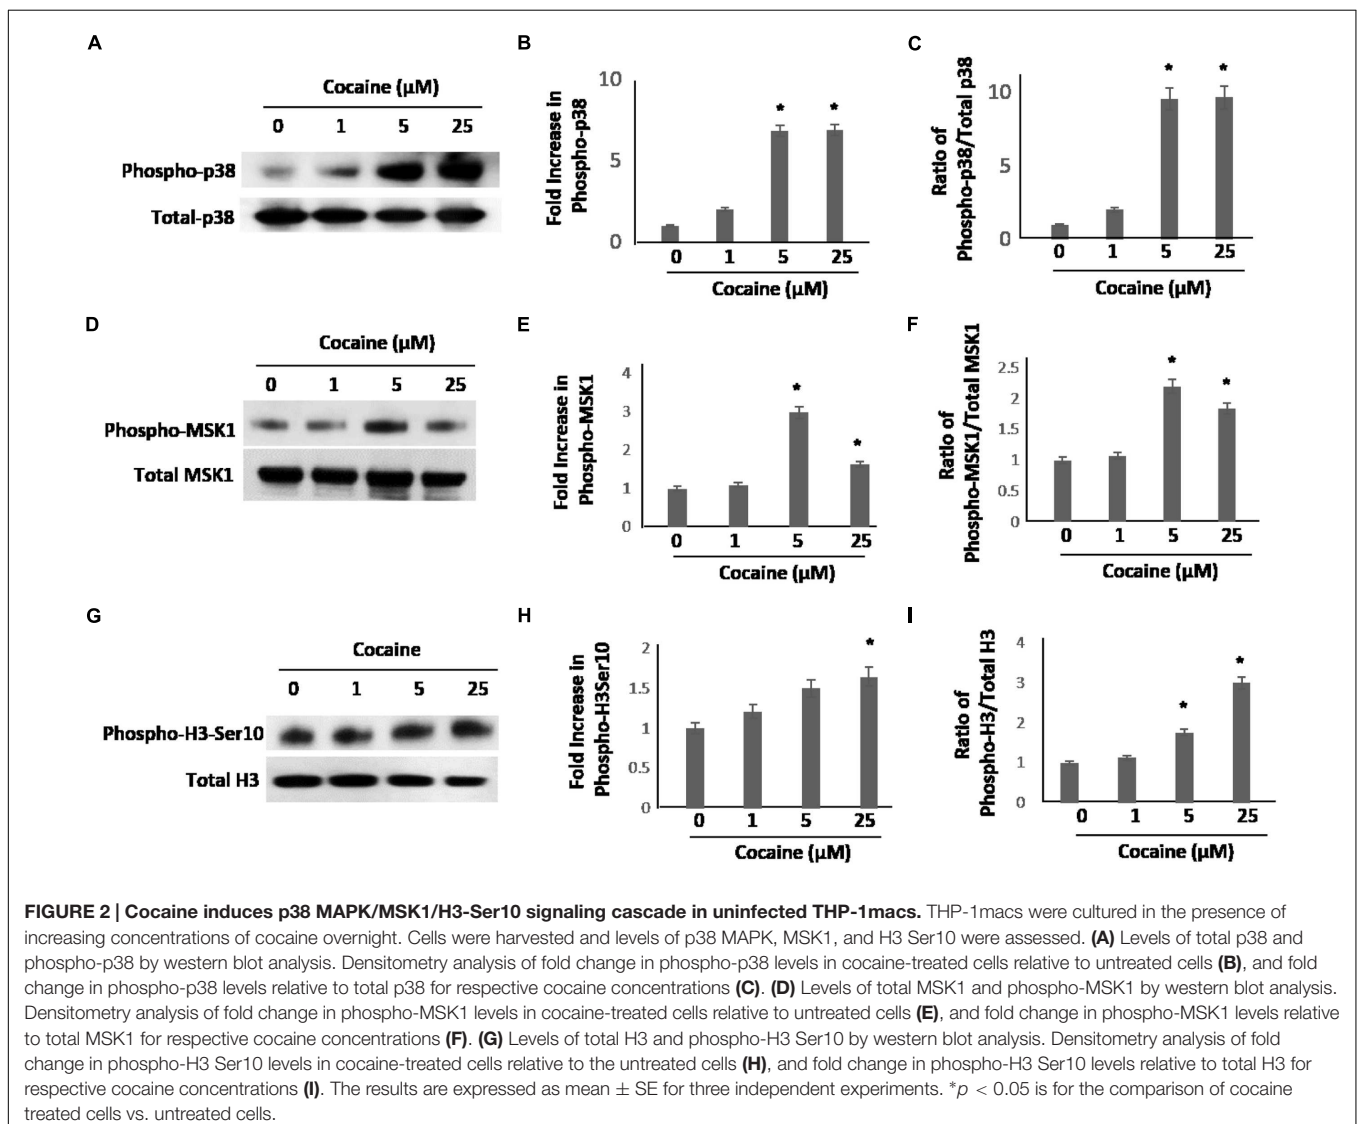 A
Cocaine (µM)
0 1 5 25
Phospho-p38
Total-p38
B
Fold Increase in
Phospho-p38
10
5
0
* *
0 1 5 25
Cocaine (µM)
C
Ratio of
Phospho-p38/Total p38
10
5
0
* *
0 1 5 25
Cocaine (µM)
D
Cocaine (µM)
0 1 5 25
Phospho-MSK1
Total MSK1
E
Fold Increase in
Phospho-MSK1
4
3
2
1
0
*
*
0 1 5 25
Cocaine (µM)
F
Ratio of
Phospho-MSK1/Total MSK1
2.5
2
1.5
1
0.5
0
*
*
0 1 5 25
Cocaine (µM)
G
Cocaine
0 1 5 25
Phospho-H3-Ser10
Total H3
H
Fold Increase in
Phospho-H3Ser10
2
1.5
1
0.5
0
*
0 1 5 25
Cocaine (µM)
I
Ratio of
Phospho-H3/Total H3
4
3
2
1
0
*
*
0 1 5 25
Cocaine (µM)
FIGURE 2 | Cocaine induces p38 MAPK/MSK1/H3-Ser10 signaling cascade in uninfected THP-1macs. THP-1macs were cultured in the presence of
increasing concentrations of cocaine overnight. Cells were harvested and levels of p38 MAPK, MSK1, and H3 Ser10 were assessed. (A) Levels of total p38 and
phospho-p38 by western blot analysis. Densitometry analysis of fold change in phospho-p38 levels in cocaine-treated cells relative to untreated cells (B), and fold
change in phospho-p38 levels relative to total p38 for respective cocaine concentrations (C). (D) Levels of total MSK1 and phospho-MSK1 by western blot analysis.
Densitometry analysis of fold change in phospho-MSK1 levels in cocaine-treated cells relative to untreated cells (E), and fold change in phospho-MSK1 levels relative
to total MSK1 for respective cocaine concentrations (F). (G) Levels of total H3 and phospho-H3 Ser10 by western blot analysis. Densitometry analysis of fold
change in phospho-H3 Ser10 levels in cocaine-treated cells relative to the untreated cells (H), and fold change in phospho-H3 Ser10 levels relative to total H3 for
respective cocaine concentrations (I). The results are expressed as mean ± SE for three independent experiments. *p < 0.05 is for the comparison of cocaine
treated cells vs. untreated cells.